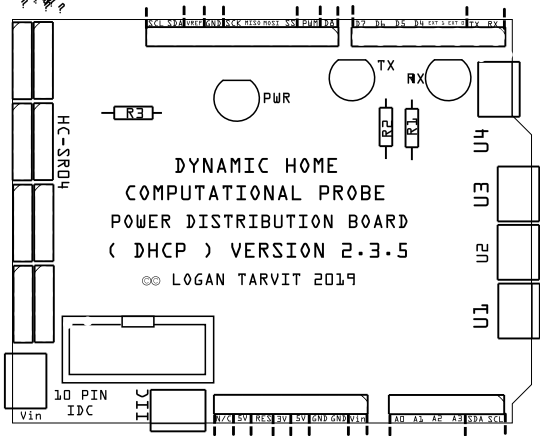 SCL SDA VREF GND SCK MISO MOSI SS PWM D8
D7 D6 D5 D4 EXT 1 EXT 0 TX RX
TX
RX
PWR
R3
R2
R1
HC-SR04
U4
U3
U2
U1
DYNAMIC HOME
COMPUTATIONAL PROBE
POWER DISTRIBUTION BOARD
( DHCP ) VERSION 2.3.5
©© LOGAN TARVIT 2019
Vin
10 PIN
IDC
IIC
N/C 5V RES 3V 5V GND GND Vin
A0 A1 A2 A3 SDA SCL